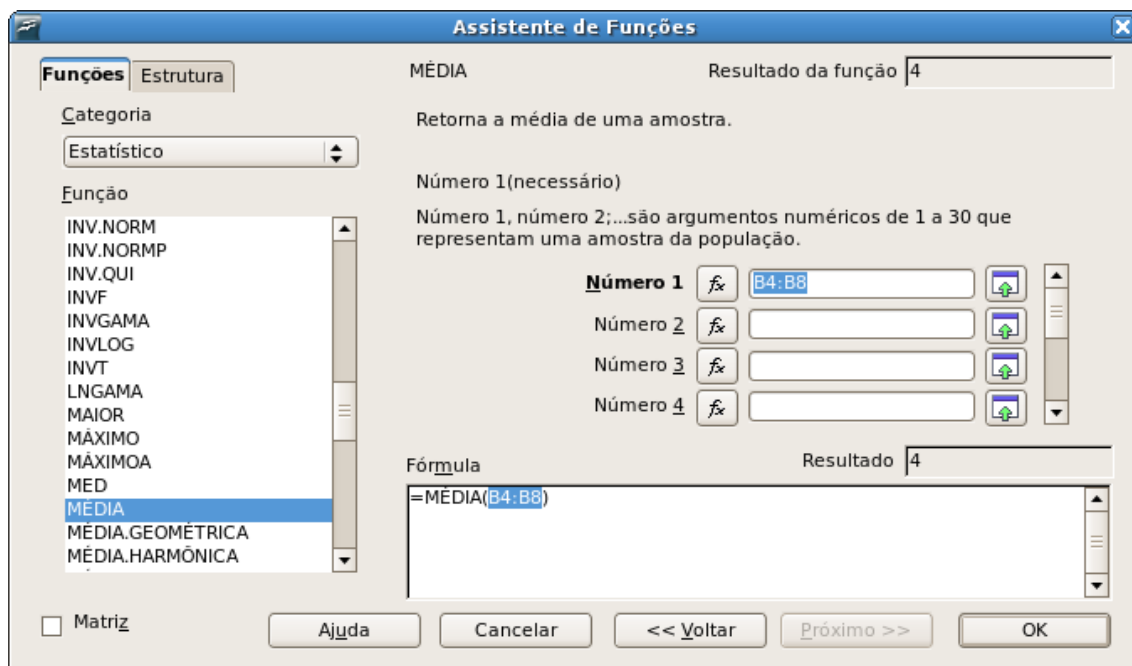 Assistente de Funções
Funções
Estrutura
Categoria
Estatístico
Função
INV.NORM
INV.NORMP
INV.QUI
INVF
INVGAMA
INVLOG
INVT
LNGAMA
MAIOR
MÁXIMO
MÁXIMOA
MED
MÉDIA
MÉDIA.GEOMÉTRICA
MÉDIA.HARMÔNICA
MÉDIA
Resultado da função 4
Retorna a média de uma amostra.
Número 1(necessário)
Número 1, número 2;...são argumentos numéricos de 1 a 30 que
representam uma amostra da população.
Número 1 fx B4:B8
Número 2 fx
Número 3 fx
Número 4 fx
Fórmula
Resultado 4
=MÉDIA(B4:B8)
Matriz
Ajuda
Cancelar
<< Voltar
Próximo >>
OK